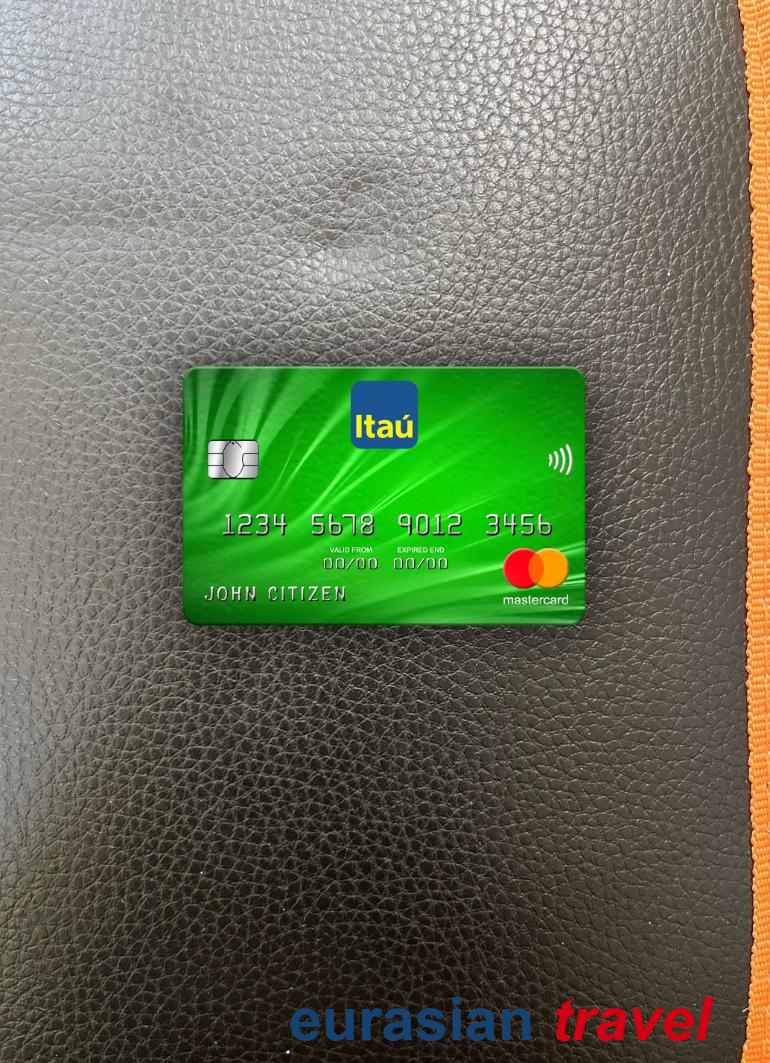 Itaú
1234 5678 9012 3456
VALID FROM EXPIRED END
00/00 00/00
JOHN CITIZEN
mastercard
eurasian travel